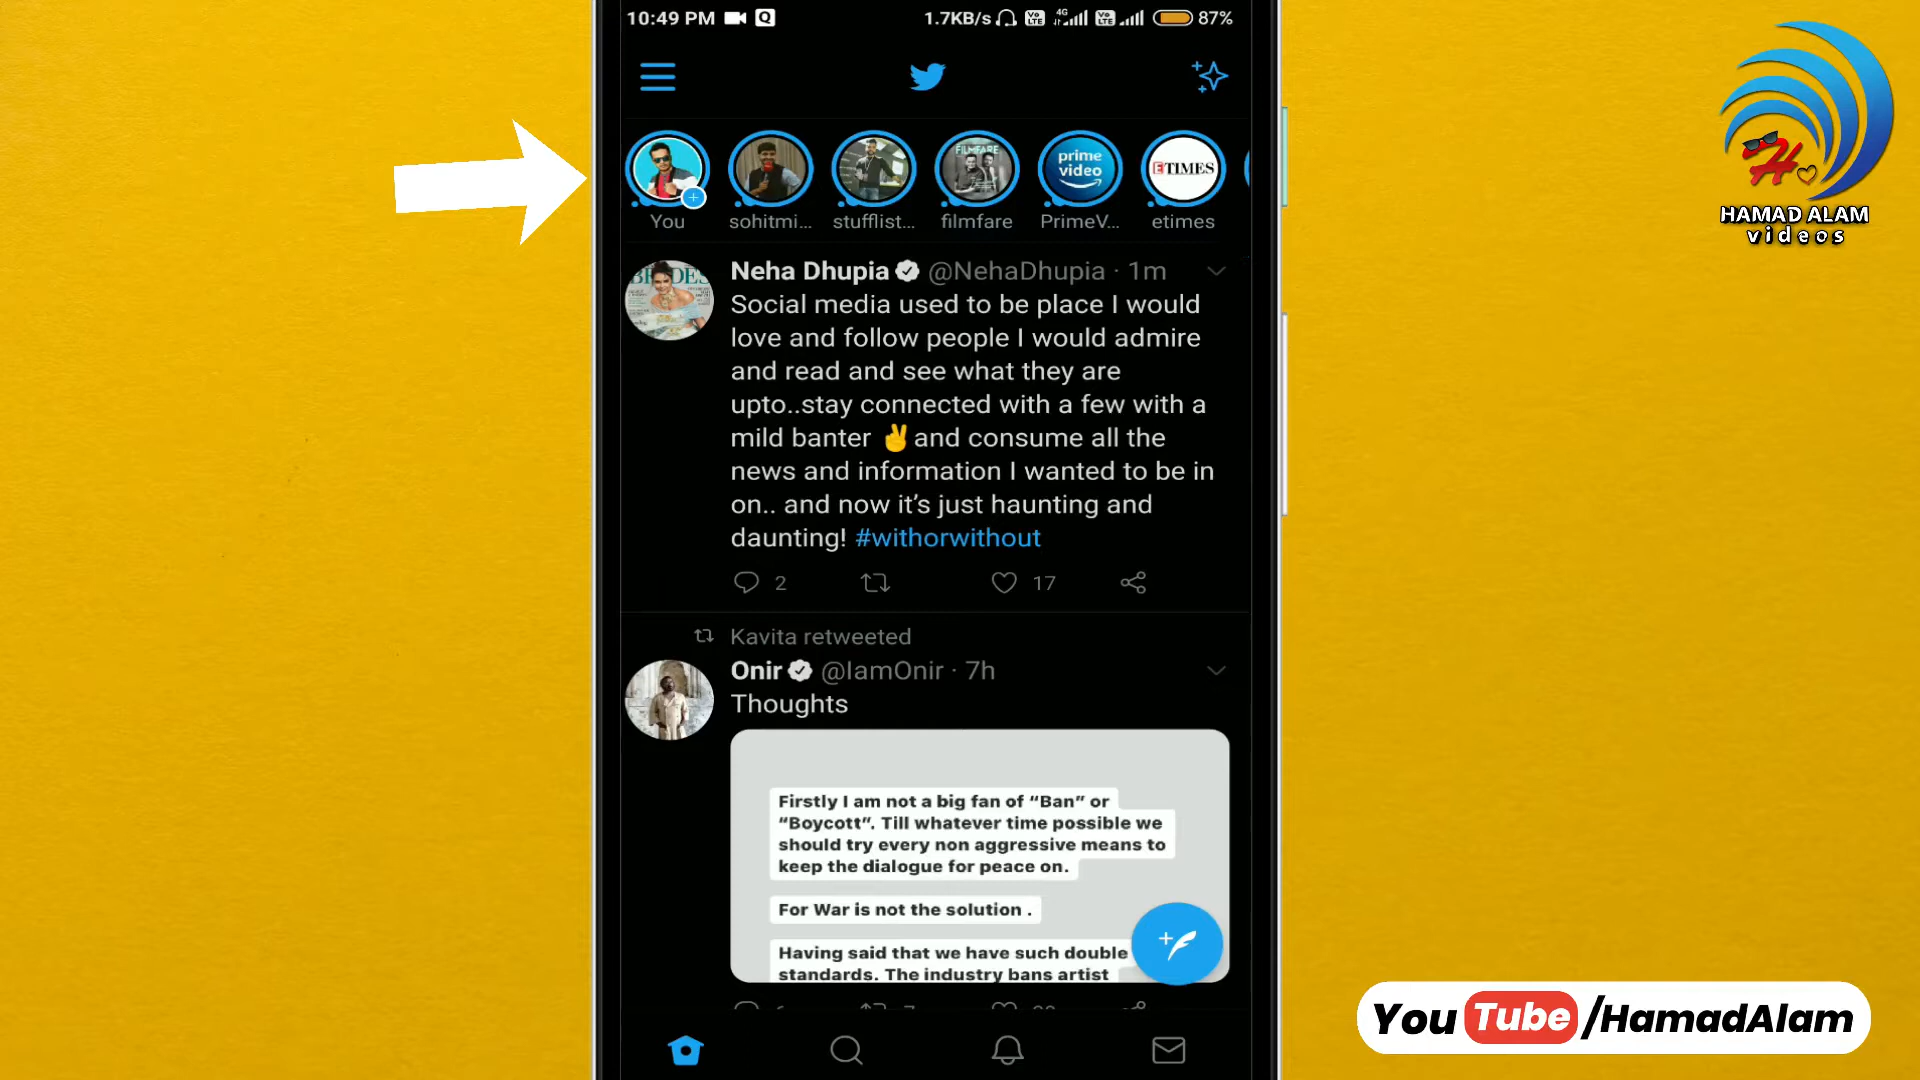 10:49 PM
1.7KB/s
4G
87%
You
sohitmi...
stufflist...
FILMFARE
filmfare
prime
video
PrimeV...
ETIMES
etimes
Neha Dhupia @NehaDhupia · 1m
Social media used to be place I would
love and follow people I would admire
and read and see what they are
upto..stay connected with a few with a
mild banter ✌and consume all the
news and information I wanted to be in
on.. and now it’s just haunting and
daunting! #withorwithout
2
17
Kavita retweeted
Onir @IamOnir · 7h
Thoughts
Firstly I am not a big fan of “Ban” or
“Boycott”. Till whatever time possible we
should try every non aggressive means to
keep the dialogue for peace on.
For War is not the solution .
Having said that we have such double
standards. The industry bans artist
H
HAMAD ALAM
videos
YouTube/HamadAlam